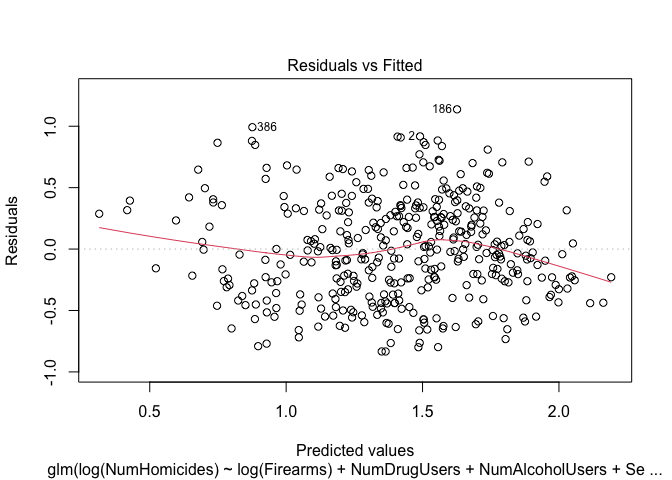 Residuals vs Fitted
Residuals
1.0
0.5
0.0
-0.5
-1.0
186
386
2
0.5 1.0 1.5 2.0
Predicted values
glm(log(NumHomicides) ~ log(Firearms) + NumDrugUsers + NumAlcoholUsers + Se ...